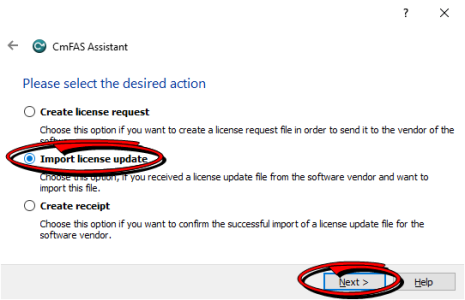 ?
CmFAS Assistant
Please select the desired action
Create license request
Choose this option if you want to create a license request file in order to send it to the vendor of the
Import license update
Choose this option, if you received a license update file from the software vendor and want to
import this file.
Create receipt
Choose this option if you want to confirm the successful import of a license update file for the
software vendor.
Next >
Help